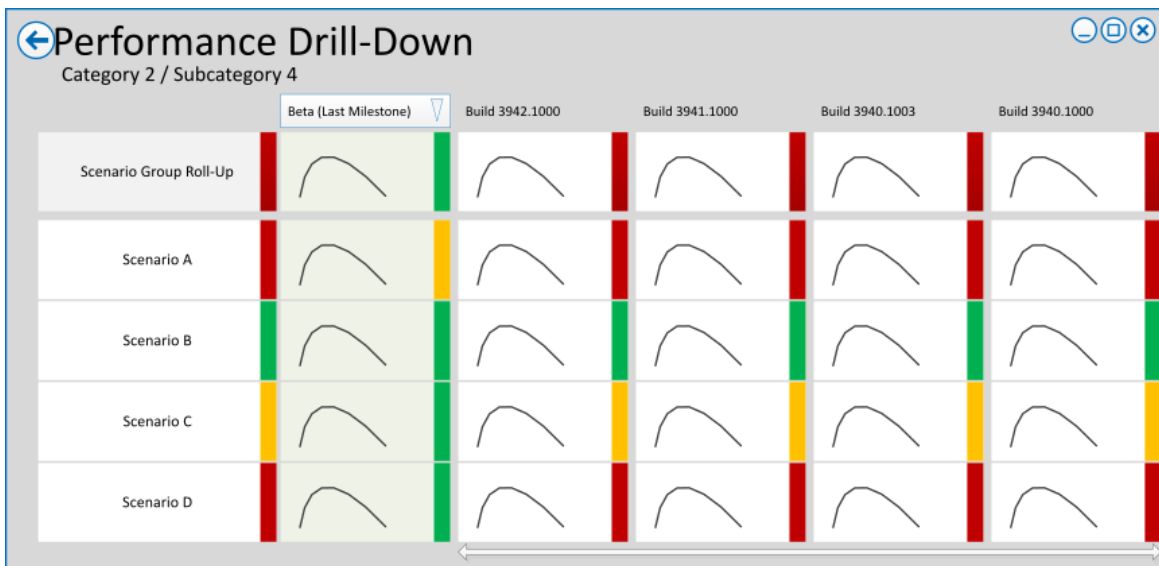 Performance Drill-Down
Category 2 / Subcategory 4
Beta (Last Milestone) Build 3942.1000 Build 3941.1000 Build 3940.1003 Build 3940.1000
Scenario Group Roll-Up
Scenario A
Scenario B
Scenario C
Scenario D